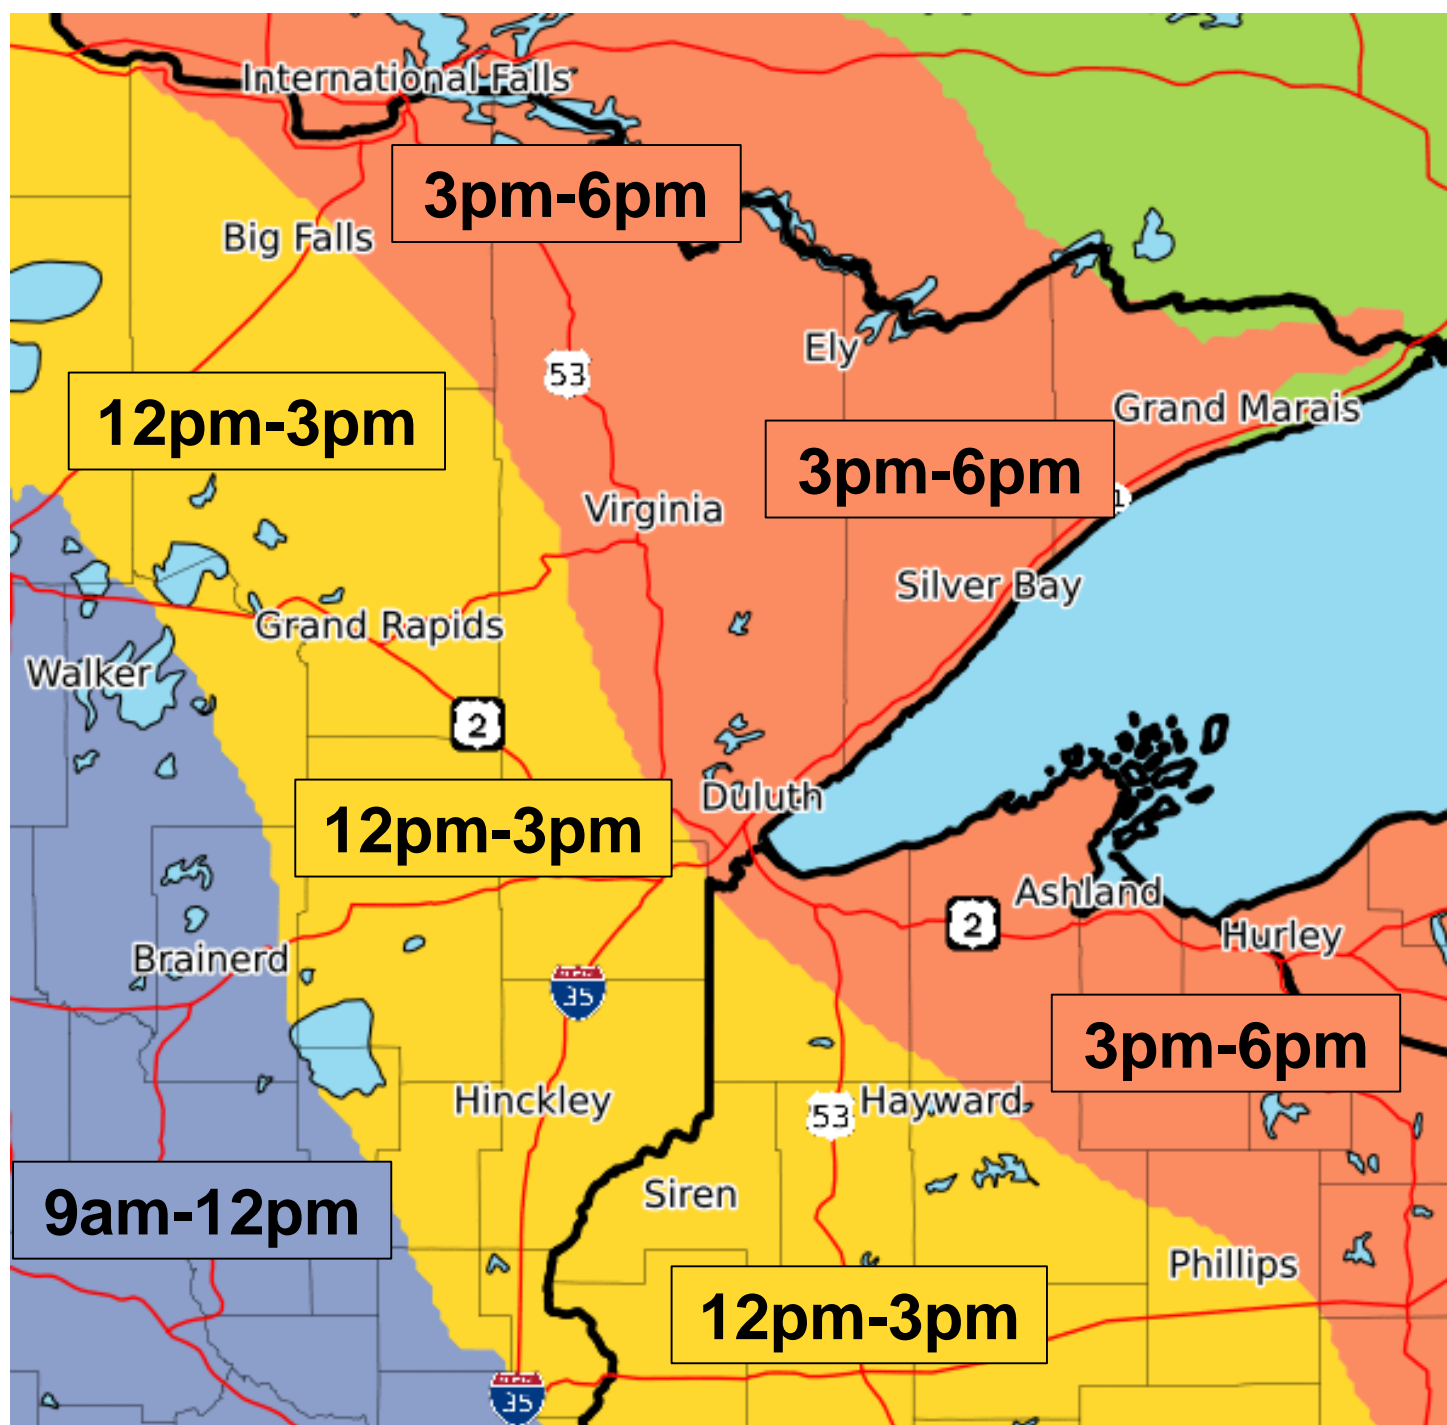 International Falls
3pm-6pm
Big Falls
Ely
53
12pm-3pm
Grand Marais
3pm-6pm
1
Virginia
Silver Bay
Grand Rapids
Walker
2
Duluth
12pm-3pm
Ashland
2
Hurley
Brainerd
35
3pm-6pm
Hinckley
53
Hayward
9am-12pm
Siren
Phillips
12pm-3pm
35